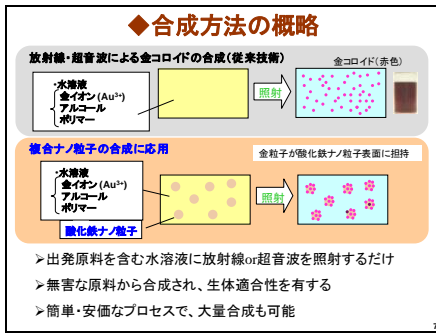 ◆合成方法の概略
放射線・超音波による金コロイドの合成(従来技術)
金コロイド(赤色)
・水溶液
金イオン(Au³⁺)
アルコール
ポリマー
照射
複合ナノ粒子の合成に応用
金粒子が酸化鉄ナノ粒子表面に担持
・水溶液
金イオン(Au³⁺)
アルコール
ポリマー
酸化鉄ナノ粒子
照射
➢出発原料を含む水溶液に放射線or超音波を照射するだけ
➢無害な原料から合成され、生体適合性を有する
➢簡単・安価なプロセスで、大量合成も可能